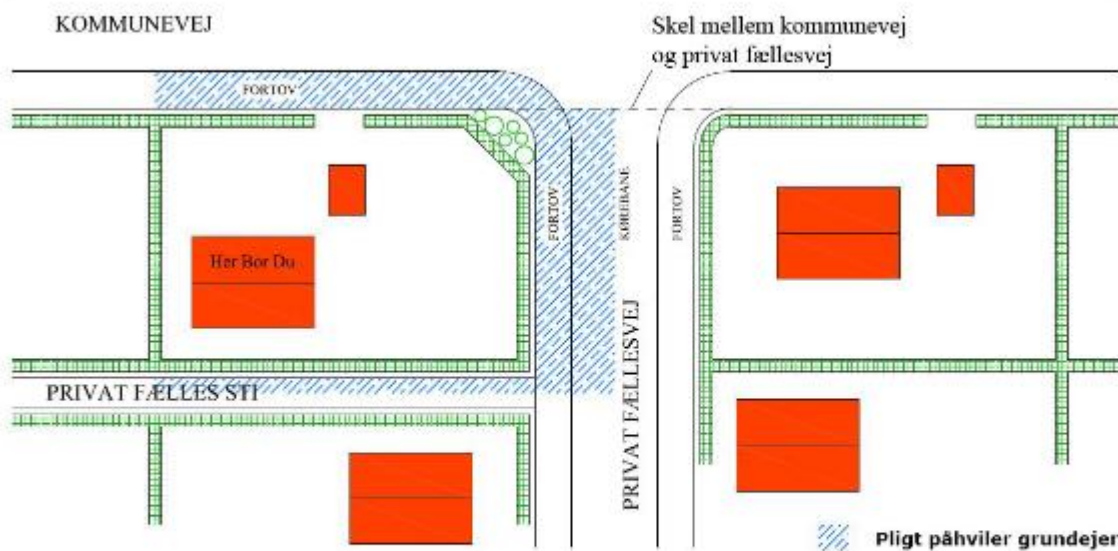 KOMMUNEVEJ
Skel mellem kommunevej
og privat fællesvej
FORTOV
FORTOV
KØREBANE
FORTOV
Her Bor Du
PRIVAT FÆLLES STI
PRIVAT FÆLLESVEJ
Pligt påhviler grundejer